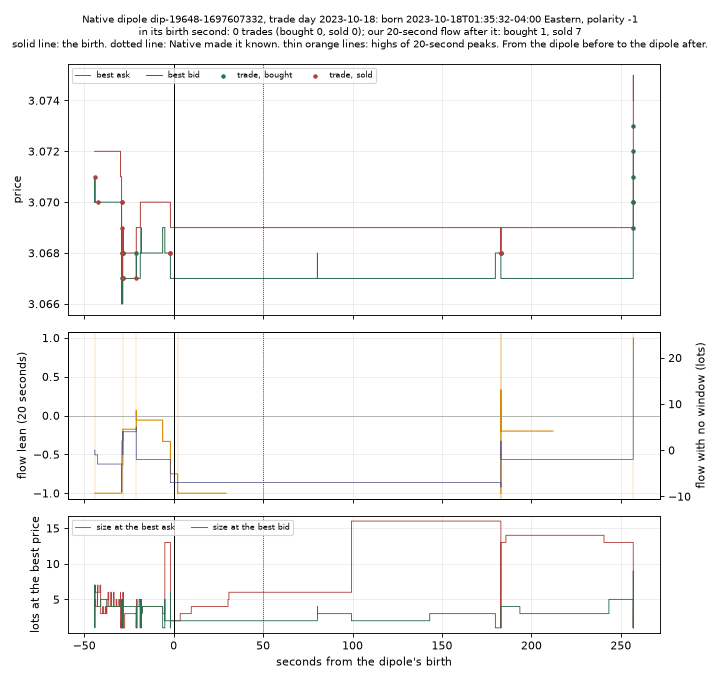 Native dipole dip-19648-1697607332, trade day 2023-10-18: born 2023-10-18T01:35:32-04:00 Eastern, polarity -1
in its birth second: 0 trades (bought 0, sold 0); our 20-second flow after it: bought 1, sold 7
solid line: the birth. dotted line: Native made it known. thin orange lines: highs of 20-second peaks. From the dipole before to the dipole after.
best ask
best bid
trade, bought
trade, sold
3.074
3.072
3.070
3.068
3.066
price
1.0
0.5
0.0
−0.5
−1.0
flow lean (20 seconds)
20
10
0
−10
flow with no window (lots)
size at the best ask
size at the best bid
15
10
5
lots at the best price
−50
0
50
100
150
200
250
seconds from the dipole's birth